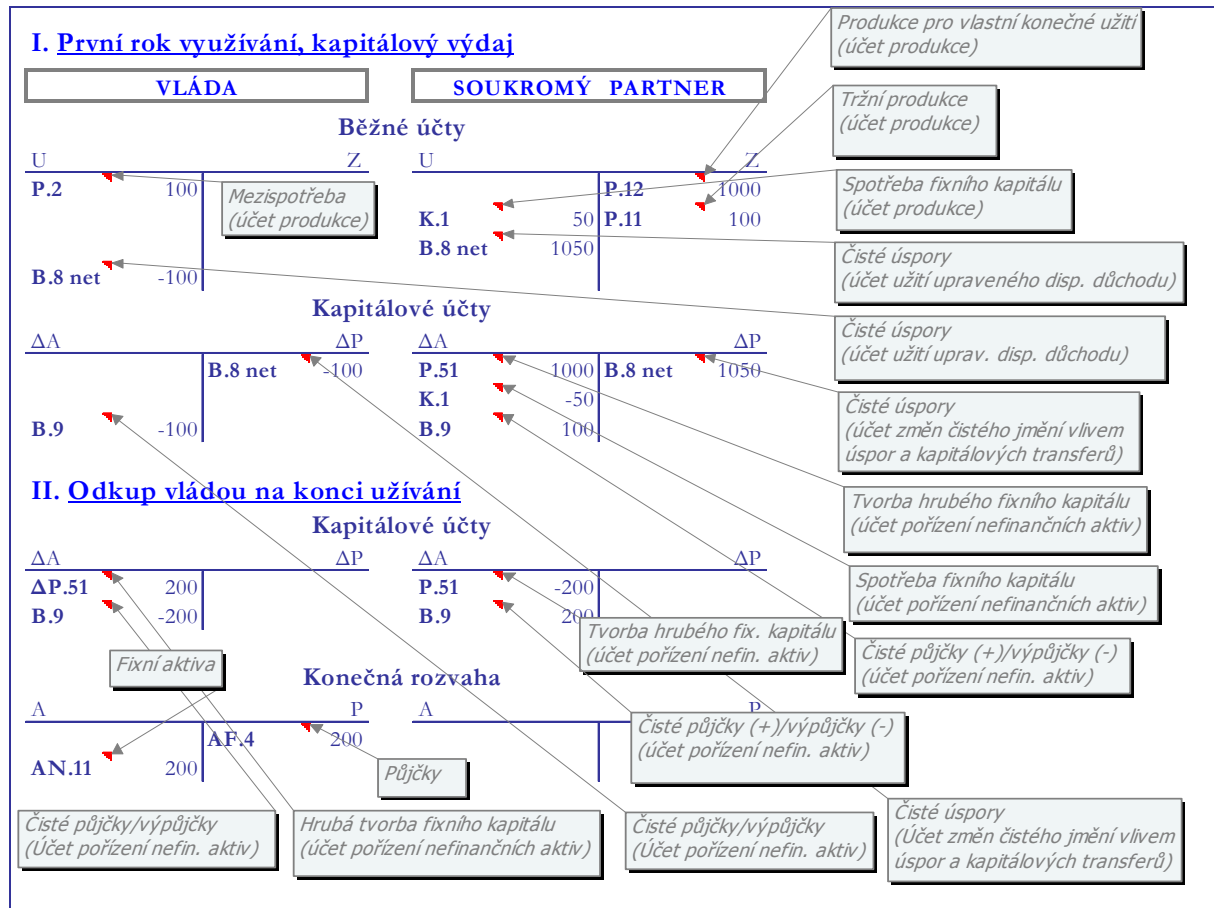 I. První rok využívání, kapitálový výdaj
VLÁDA
SOUKROMÝ PARTNER
Běžné účty
U Z
U Z
P.2 100
P.12 1000
K.1 50 P.11 100
B.8 net 1050
B.8 net -100
Kapitálové účty
ΔA ΔP
ΔA ΔP
B.8 net -100
P.51 1000 B.8 net 1050
K.1 -50
B.9 -100
B.9 100
II. Odkup vládou na konci užívání
Kapitálové účty
ΔA ΔP
ΔA ΔP
ΔP.51 200
P.51 -200
B.9 -200
B.9 200
Konečná rozvaha
A P
A P
AF.4 200
AN.11 200
Produkce pro vlastní konečné užití
(účet produkce)
Tržní produkce
(účet produkce)
Mezispotřeba
(účet produkce)
Spotřeba fixního kapitálu
(účet produkce)
Čisté úspory
(účet užití upraveného disp. důchodu)
Čisté úspory
(účet užití uprav. disp. důchodu)
Čisté úspory
(účet změn čistého jmění vlivem
úspor a kapitálových transferů)
Tvorba hrubého fixního kapitálu
(účet pořízení nefinančních aktiv)
Spotřeba fixního kapitálu
(účet pořízení nefinančních aktiv)
Tvorba hrubého fix. kapitálu
(účet pořízení nefin. aktiv)
Čisté půjčky (+)/výpůjčky (-)
(účet pořízení nefin. aktiv)
Fixní aktiva
Čisté půjčky (+)/výpůjčky (-)
(účet pořízení nefin. aktiv)
Půjčky
Čisté půjčky/výpůjčky
(Účet pořízení nefin. aktiv)
Hrubá tvorba fixního kapitálu
(účet pořízení nefinančních aktiv)
Čisté půjčky/výpůjčky
(Účet pořízení nefin. aktiv)
Čisté úspory
(Účet změn čistého jmění vlivem
úspor a kapitálových transferů)